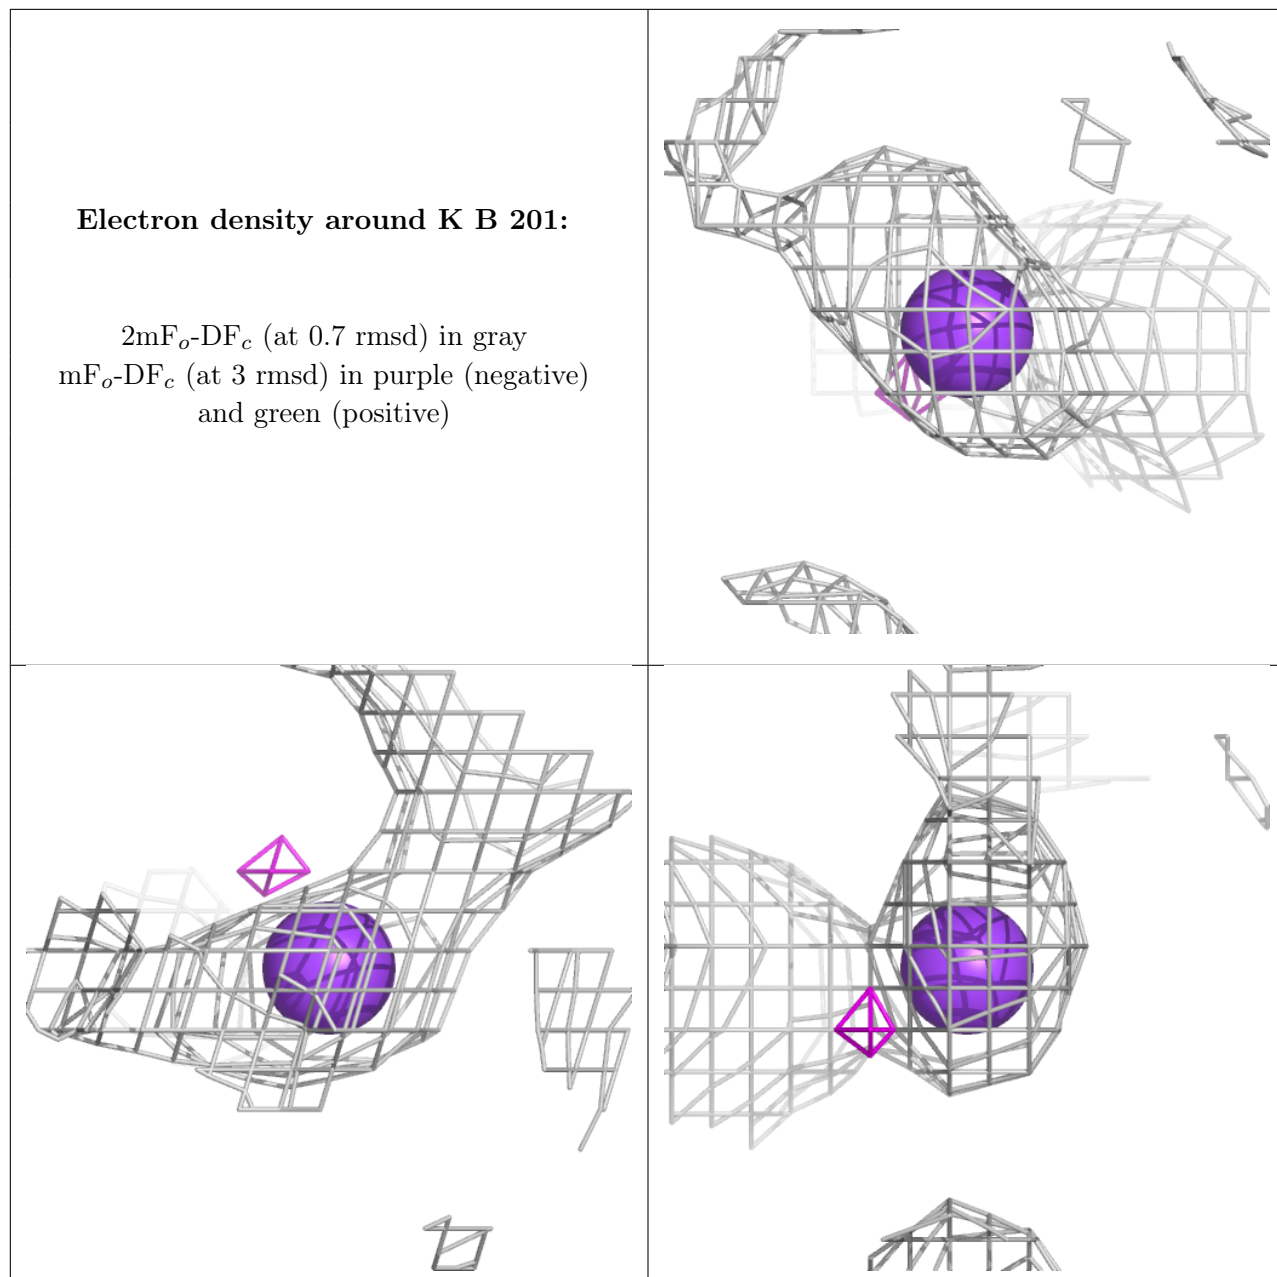 Electron density around K B 201:
2mFₒ-DF𝒸 (at 0.7 rmsd) in gray
mFₒ-DF𝒸 (at 3 rmsd) in purple (negative)
and green (positive)